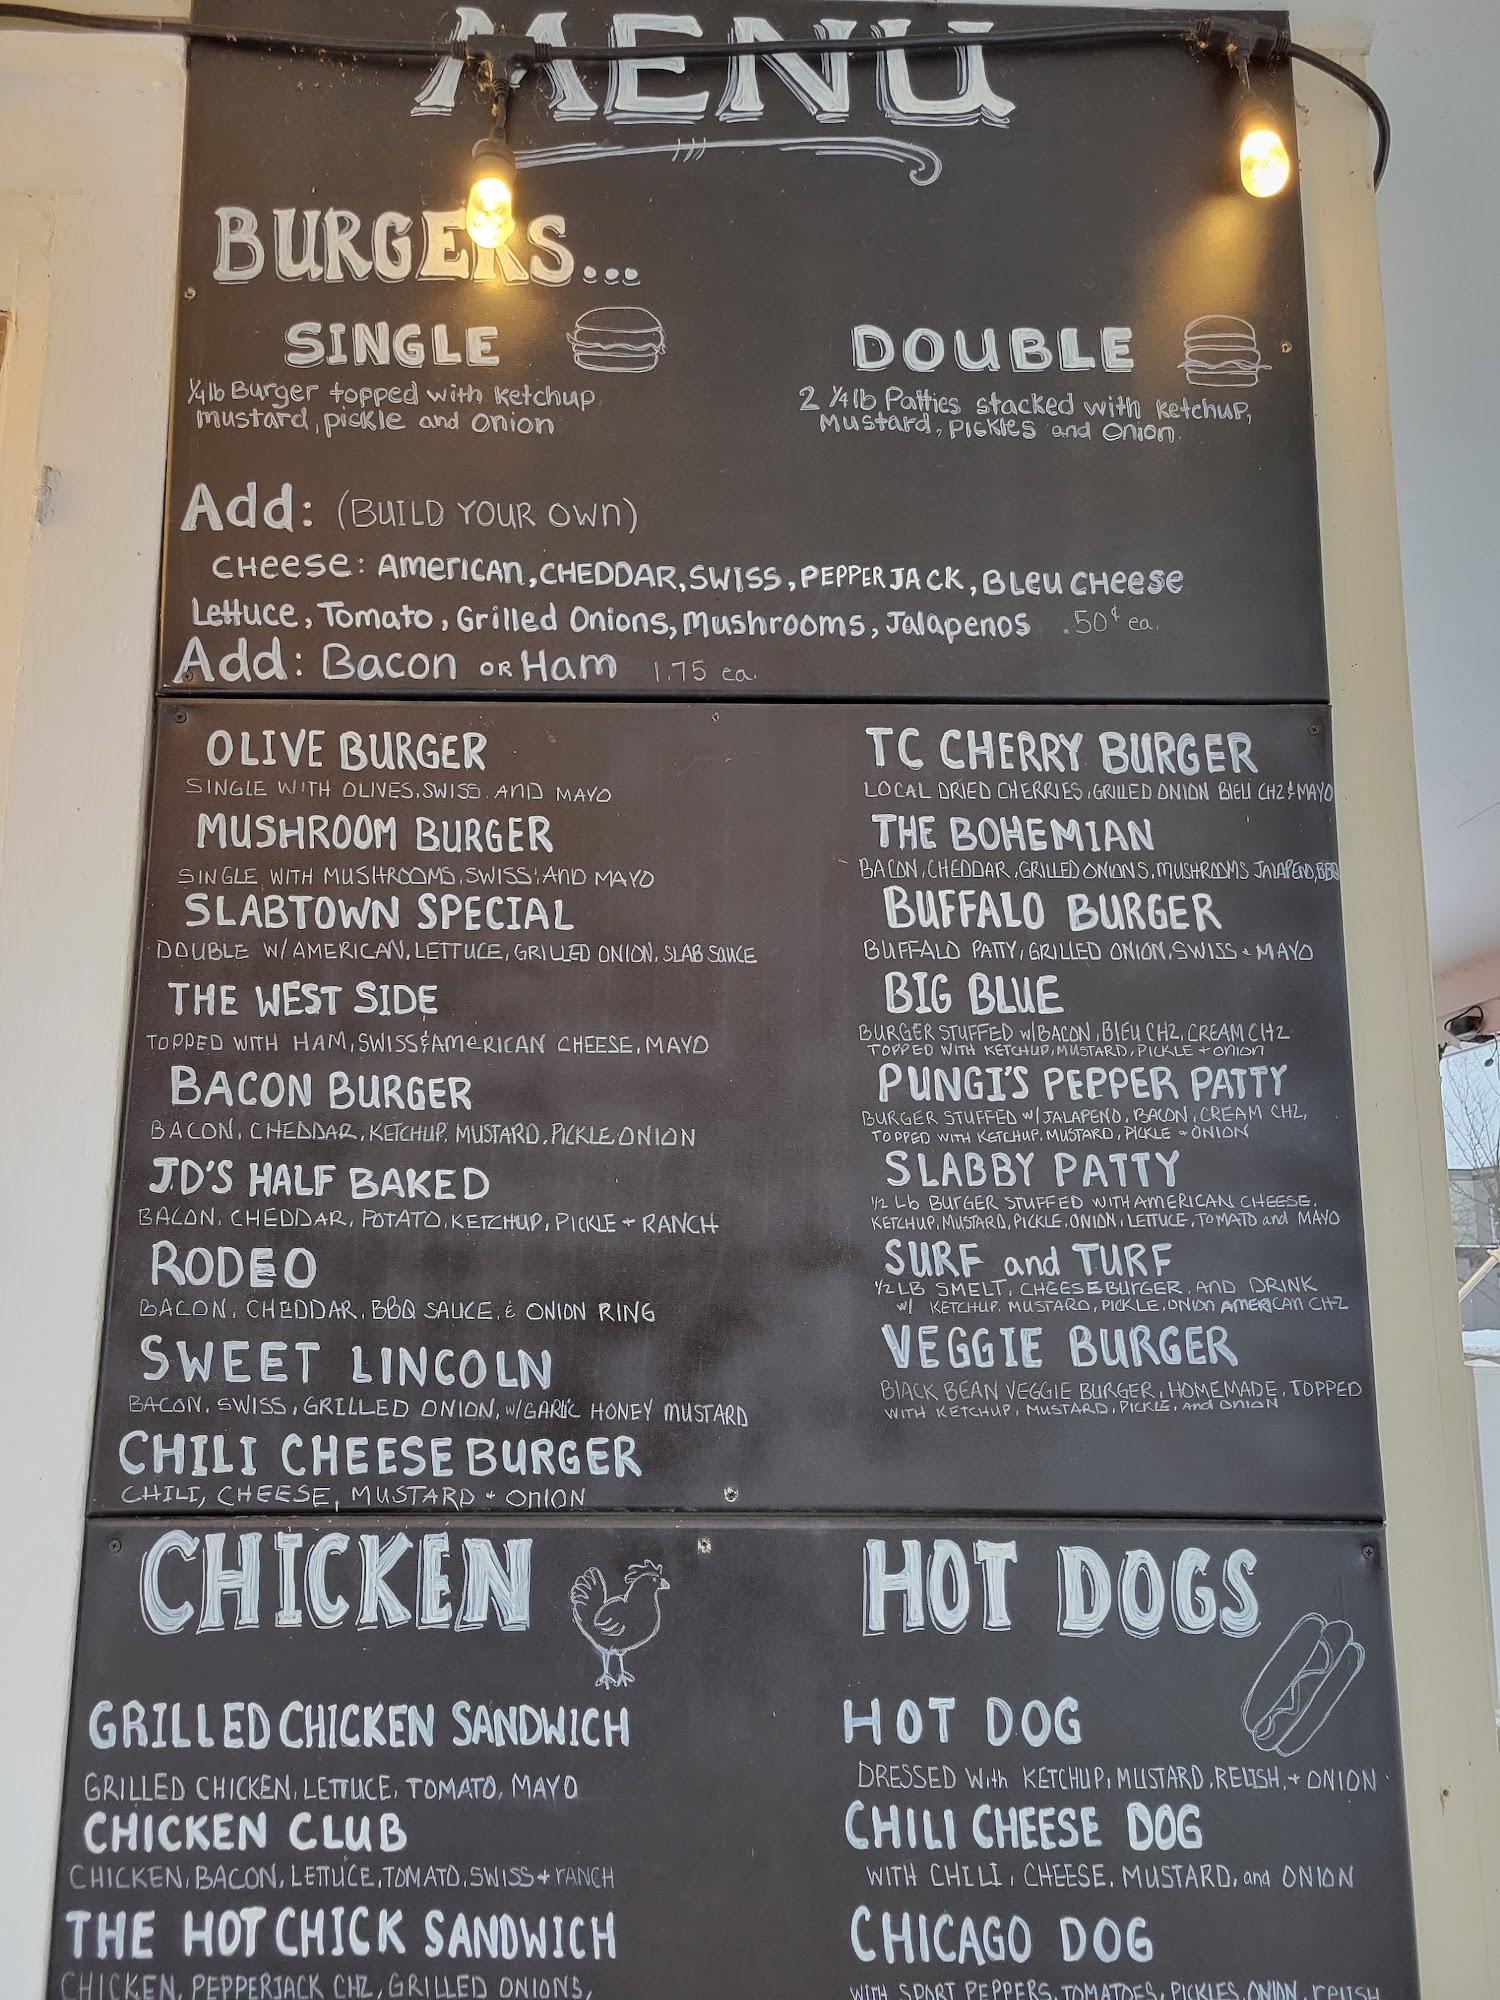 MENU
BURGERS...
SINGLE
1/4 lb Burger topped with ketchup
mustard, pickle and onion
DOUBLE
2 1/4 lb Patties stacked with ketchup,
Mustard, Pickles and Onion.
Add: (BUILD YOUR OWN)
CHeese: American, CHEDDAR, SWISS, PEPPER JACK, Bleu CHeese
Lettuce, Tomato, Grilled Onions, Mushrooms, Jalapenos .50¢ ea.
Add: Bacon OR Ham 1.75 ea.
OLIVE BURGER
SINGLE WITH OLIVES, SWISS, AND MAYO
MUSHROOM BURGER
SINGLE WITH MUSHROOMS, SWISS, AND MAYO
SLABTOWN SPECIAL
DOUBLE W/ AMERICAN, LETTUCE, GRILLED ONION, SLAB SAUCE
THE WEST SIDE
TOPPED WITH HAM, SWISS & AMERICAN CHEESE, MAYO
BACON BURGER
BACON, CHEDDAR, KETCHUP, MUSTARD, PICKLE, ONION
J.D'S HALF BAKED
BACON, CHEDDAR, POTATO, KETCHUP, PICKLE + RANCH
RODEO
BACON, CHEDDAR, BBQ SAUCE, & ONION RING
SWEET LINCOLN
BACON, SWISS, GRILLED ONION, W/GARLIC HONEY MUSTARD
CHILI CHEESEBURGER
CHILI, CHEESE, MUSTARD + ONION
TC CHERRY BURGER
LOCAL DRIED CHERRIES, GRILLED ONION BLEU CHZ & MAYO
THE BOHEMIAN
BACON, CHEDDAR, GRILLED ONIONS, MUSHROOMS JALAPENO, BBQ
BUFFALO BURGER
BUFFALO PATTY, GRILLED ONION, SWISS + MAYO
BIG BLUE
BURGER STUFFED W/BACON, BLEU CHZ, CREAM CHZ
TOPPED WITH KETCHUP, MUSTARD, PICKLE + ONION
PUNGI'S PEPPER PATTY
BURGER STUFFED W/JALAPENO, BACON, CREAM CHZ,
TOPPED WITH KETCHUP, MUSTARD, PICKLE + ONION
SLABBY PATTY
1/2 Lb BURGER STUFFED WITH AMERICAN CHEESE,
KETCHUP, MUSTARD, PICKLE, ONION, LETTUCE, TOMATO and MAYO
SURF and TURF
1/2 LB SMELT, CHEESEBURGER, AND DRINK
W/ KETCHUP, MUSTARD, PICKLE, ONION AMERICAN CHZ
VEGGIE BURGER
BLACK BEAN VEGGIE BURGER, HOMEMADE, TOPPED
WITH KETCHUP, MUSTARD, PICKLE, and ONION
CHICKEN
GRILLED CHICKEN SANDWICH
GRILLED CHICKEN, LETTUCE, TOMATO, MAYO
CHICKEN CLUB
CHICKEN, BACON, LETTUCE, TOMATO, SWISS + RANCH
THE HOT CHICK SANDWICH
CHICKEN, PEPPERJACK CHZ, GRILLED ONIONS,
HOT DOGS
HOT DOG
DRESSED With KETCHUP, MUSTARD, RELISH, + ONION
CHILI CHEESE DOG
WITH CHILI, CHEESE, MUSTARD, and ONION
CHICAGO DOG
WITH SPORT PEPPERS, TOMATOES, PICKLES, ONION, relish